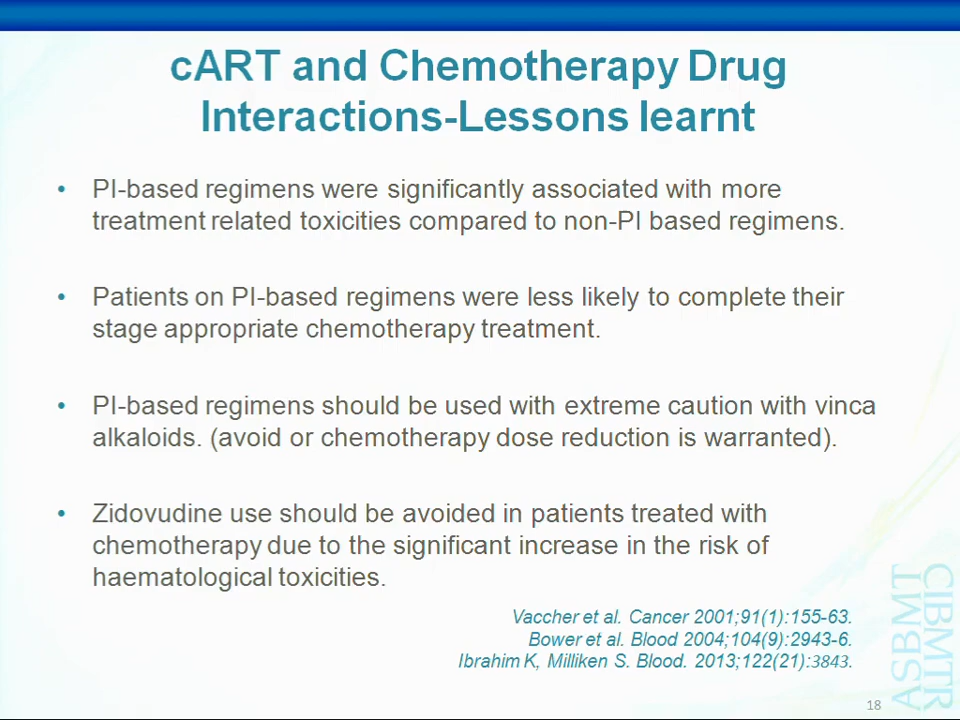 cART and Chemotherapy Drug
Interactions-Lessons learnt
• PI-based regimens were significantly associated with more
treatment related toxicities compared to non-PI based regimens.
• Patients on PI-based regimens were less likely to complete their
stage appropriate chemotherapy treatment.
• PI-based regimens should be used with extreme caution with vinca
alkaloids. (avoid or chemotherapy dose reduction is warranted).
• Zidovudine use should be avoided in patients treated with
chemotherapy due to the significant increase in the risk of
haematological toxicities.
Vaccher et al. Cancer 2001;91(1):155-63.
Bower et al. Blood 2004;104(9):2943-6.
Ibrahim K, Milliken S. Blood. 2013;122(21):3843.
ASBMT
CIBMTR
18